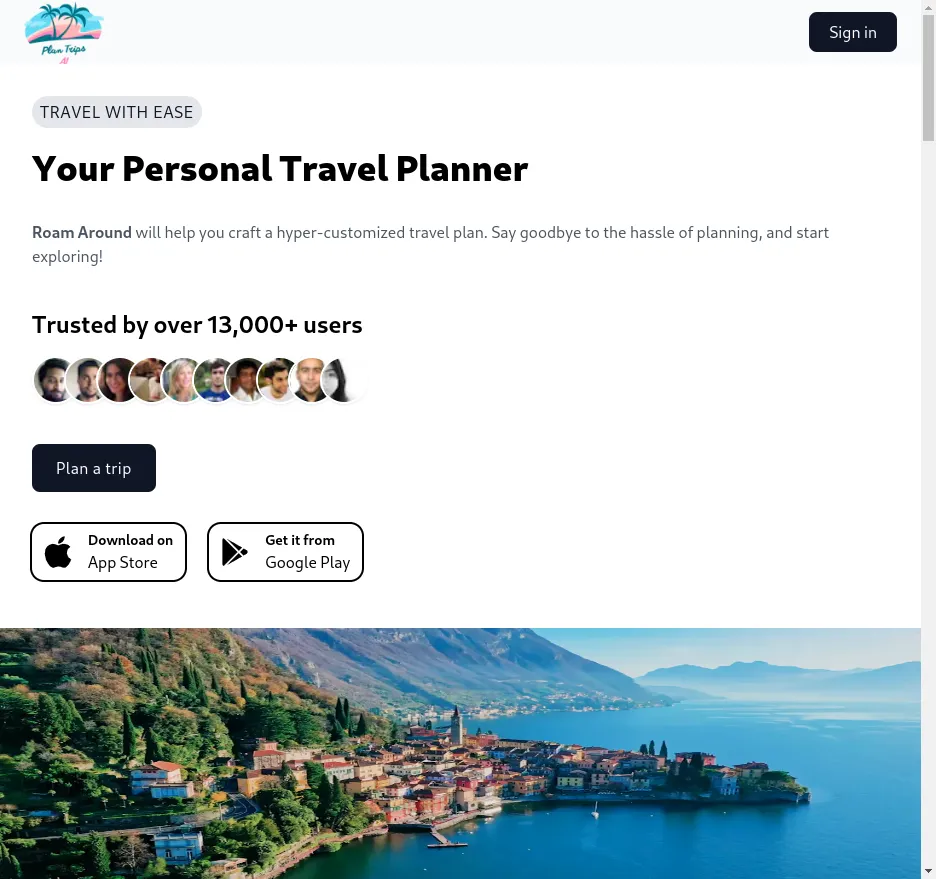 Plan Trips
AI
Sign in
TRAVEL WITH EASE
Your Personal Travel Planner
Roam Around will help you craft a hyper-customized travel plan. Say goodbye to the hassle of planning, and start
exploring!
Trusted by over 13,000+ users
Plan a trip
Download on
App Store
Get it from
Google Play